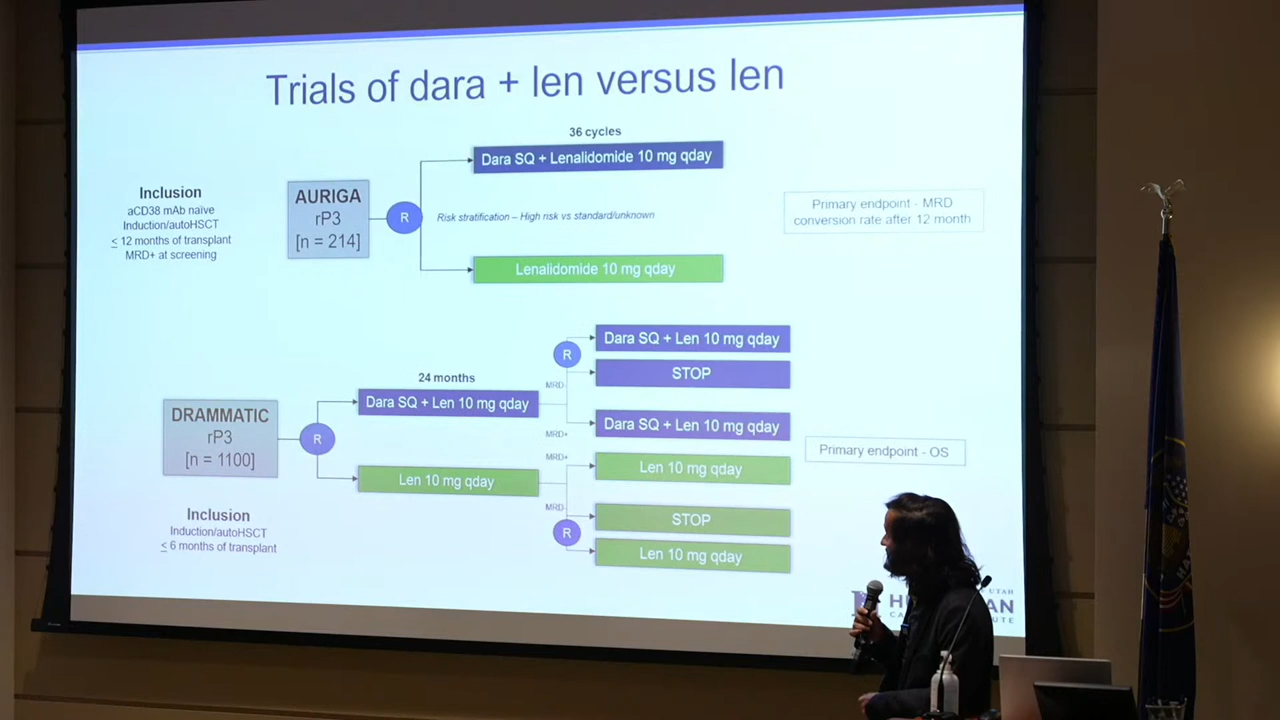 Trials of dara + len versus len
36 cycles
Dara SQ + Lenalidomide 10 mg qday
Inclusion
aCD38 mAb naïve
Induction/autoHSCT
≤ 12 months of transplant
MRD+ at screening
AURIGA
rP3
[n = 214]
R
Risk stratification – High risk vs standard/unknown
Lenalidomide 10 mg qday
Primary endpoint - MRD
conversion rate after 12 month
DRAMMATIC
rP3
[n = 1100]
R
24 months
Dara SQ + Len 10 mg qday
Len 10 mg qday
MRD-
MRD+
MRD+
MRD-
R
R
Dara SQ + Len 10 mg qday
STOP
Dara SQ + Len 10 mg qday
Len 10 mg qday
STOP
Len 10 mg qday
Primary endpoint - OS
Inclusion
Induction/autoHSCT
≤ 6 months of transplant
UTAH